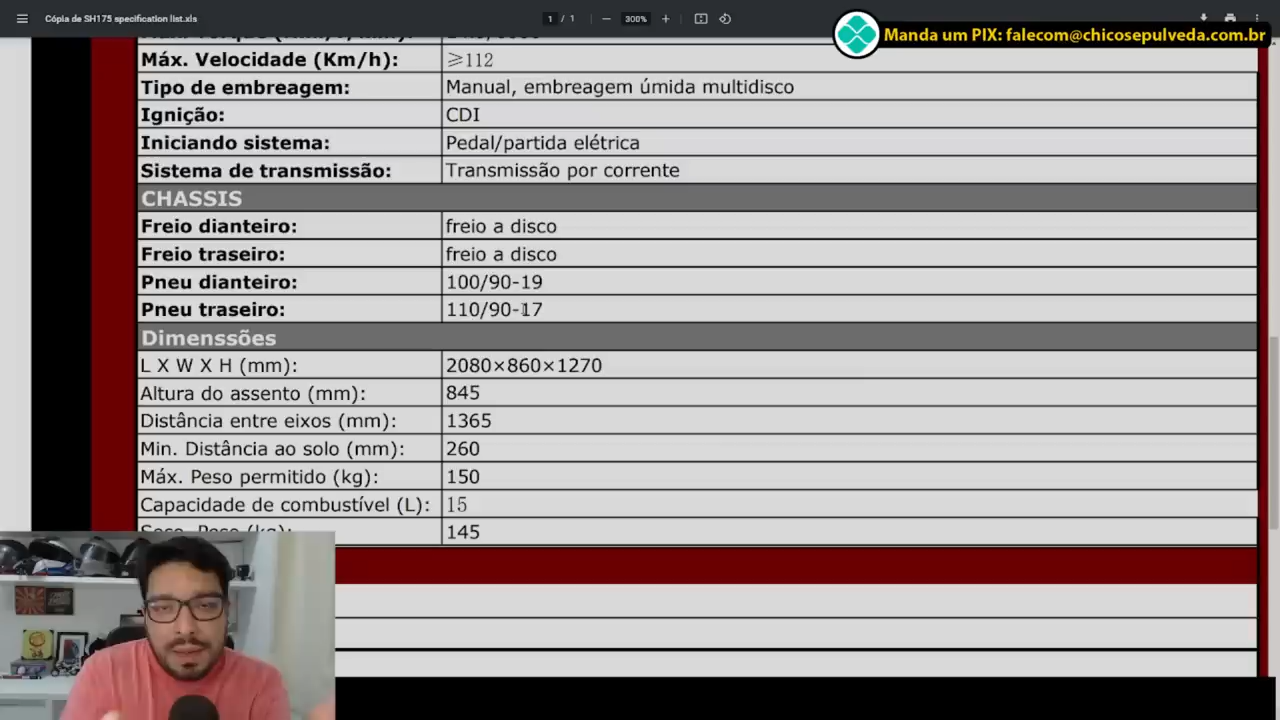 Cópia de SH175 specification list.xls
1 / 1
300%
Manda um PIX: falecom@chicosepulveda.com.br
Máx. Velocidade (Km/h): ≥112
Tipo de embreagem: Manual, embreagem úmida multidisco
Ignição: CDI
Iniciando sistema: Pedal/partida elétrica
Sistema de transmissão: Transmissão por corrente
CHASSIS
Freio dianteiro: freio a disco
Freio traseiro: freio a disco
Pneu dianteiro: 100/90-19
Pneu traseiro: 110/90-17
Dimenssões
L X W X H (mm): 2080×860×1270
Altura do assento (mm): 845
Distância entre eixos (mm): 1365
Min. Distância ao solo (mm): 260
Máx. Peso permitido (kg): 150
Capacidade de combustível (L): 15
Seco. Peso (kg): 145